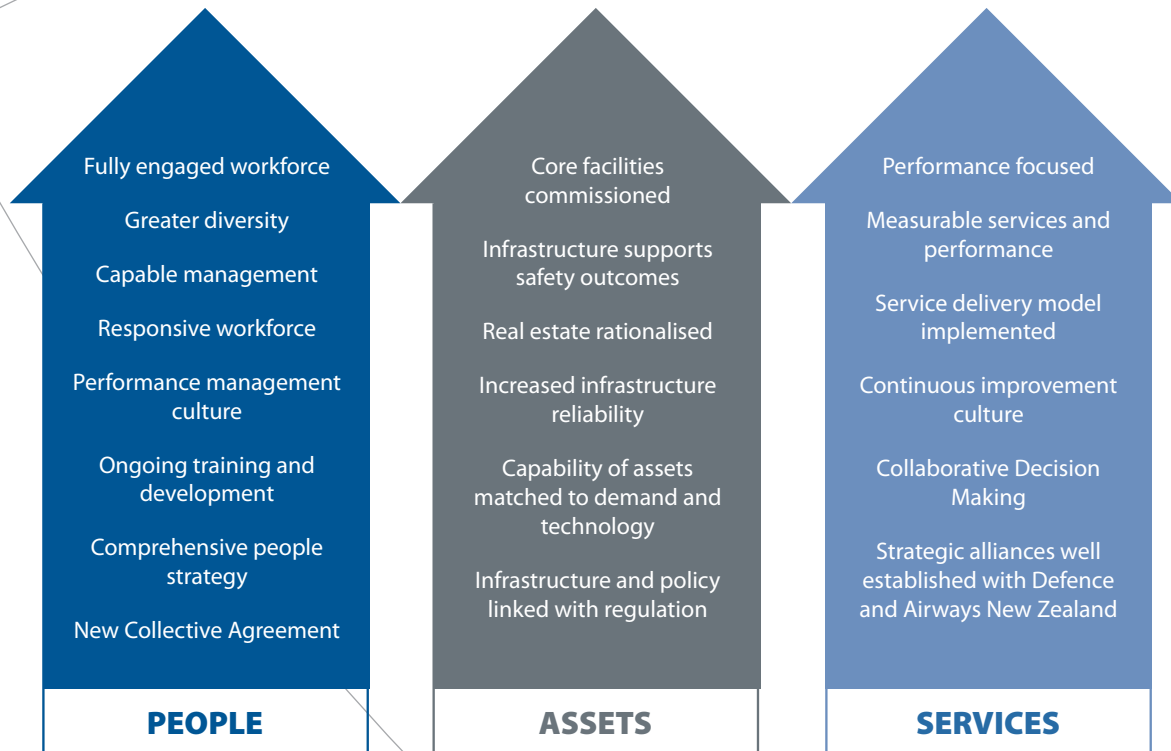 Fully engaged workforce
Greater diversity
Capable management
Responsive workforce
Performance management
culture
Ongoing training and
development
Comprehensive people
strategy
New Collective Agreement
PEOPLE
Core facilities
commissioned
Infrastructure supports
safety outcomes
Real estate rationalised
Increased infrastructure
reliability
Capability of assets
matched to demand and
technology
Infrastructure and policy
linked with regulation
ASSETS
Performance focused
Measurable services and
performance
Service delivery model
implemented
Continuous improvement
culture
Collaborative Decision
Making
Strategic alliances well
established with Defence
and Airways New Zealand
SERVICES